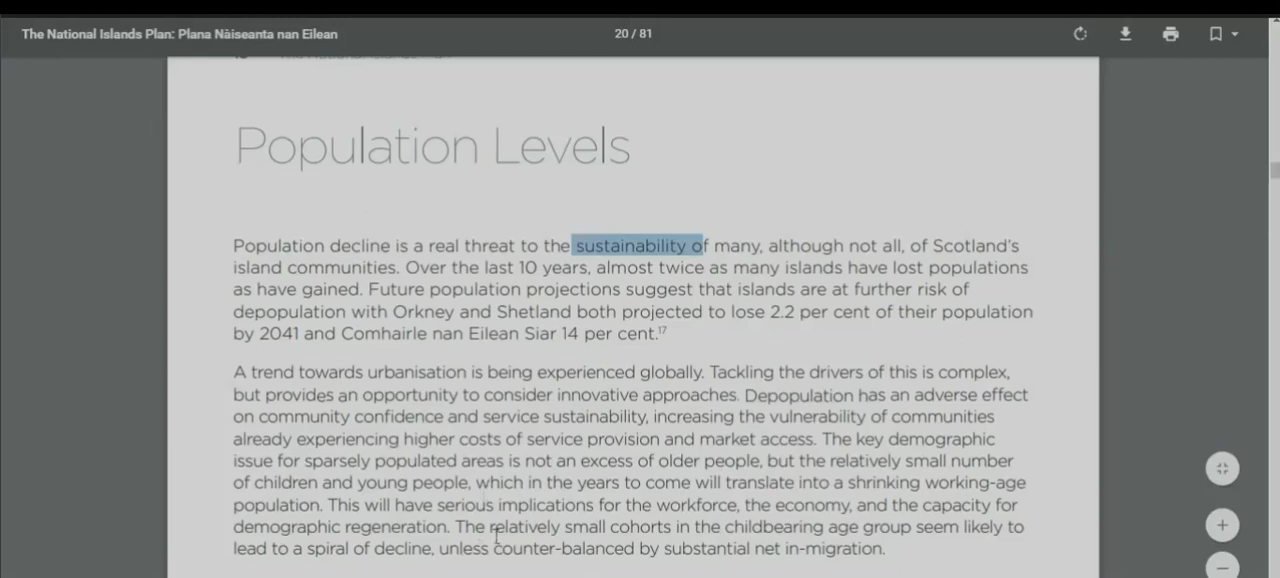 The National Islands Plan: Plana Nàiseanta nan Eilean
20 / 81
Population Levels
Population decline is a real threat to the sustainability of many, although not all, of Scotland's
island communities. Over the last 10 years, almost twice as many islands have lost populations
as have gained. Future population projections suggest that islands are at further risk of
depopulation with Orkney and Shetland both projected to lose 2.2 per cent of their population
by 2041 and Comhairle nan Eilean Siar 14 per cent.17
A trend towards urbanisation is being experienced globally. Tackling the drivers of this is complex,
but provides an opportunity to consider innovative approaches. Depopulation has an adverse effect
on community confidence and service sustainability, increasing the vulnerability of communities
already experiencing higher costs of service provision and market access. The key demographic
issue for sparsely populated areas is not an excess of older people, but the relatively small number
of children and young people, which in the years to come will translate into a shrinking working-age
population. This will have serious implications for the workforce, the economy, and the capacity for
demographic regeneration. The relatively small cohorts in the childbearing age group seem likely to
lead to a spiral of decline, unless counter-balanced by substantial net in-migration.